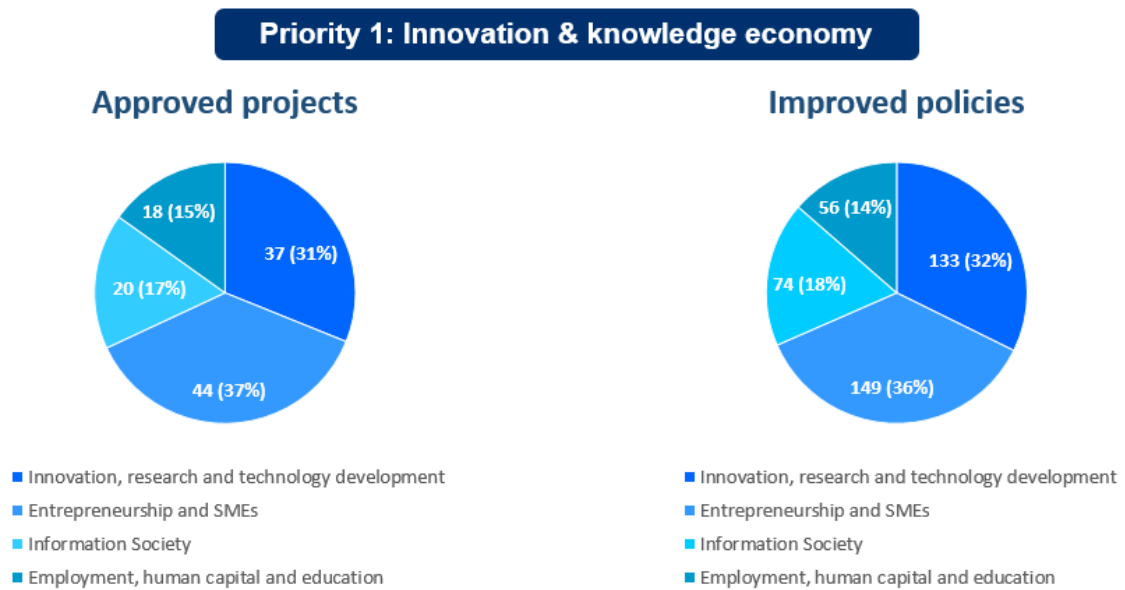 Priority 1: Innovation & knowledge economy
Approved projects
18 (15%)
37 (31%)
20 (17%)
44 (37%)
Innovation, research and technology development
Entrepreneurship and SMEs
Information Society
Employment, human capital and education
Improved policies
56 (14%)
133 (32%)
74 (18%)
149 (36%)
Innovation, research and technology development
Entrepreneurship and SMEs
Information Society
Employment, human capital and education